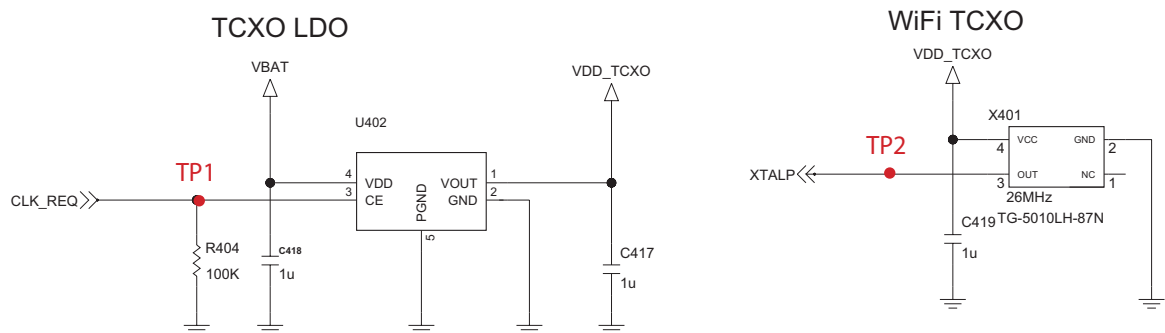 TCXO LDO
WiFi TCXO
VBAT
VDD_TCXO
VDD_TCXO
U402
X401
TP1
TP2
4
VDD
VOUT
1
3
CE
GND
2
PGND
5
CLK_REQ
R404
100K
C418
1u
C417
1u
VCC
GND
4
2
XTALP
OUT
NC
3
1
26MHz
C419
TG-5010LH-87N
1u